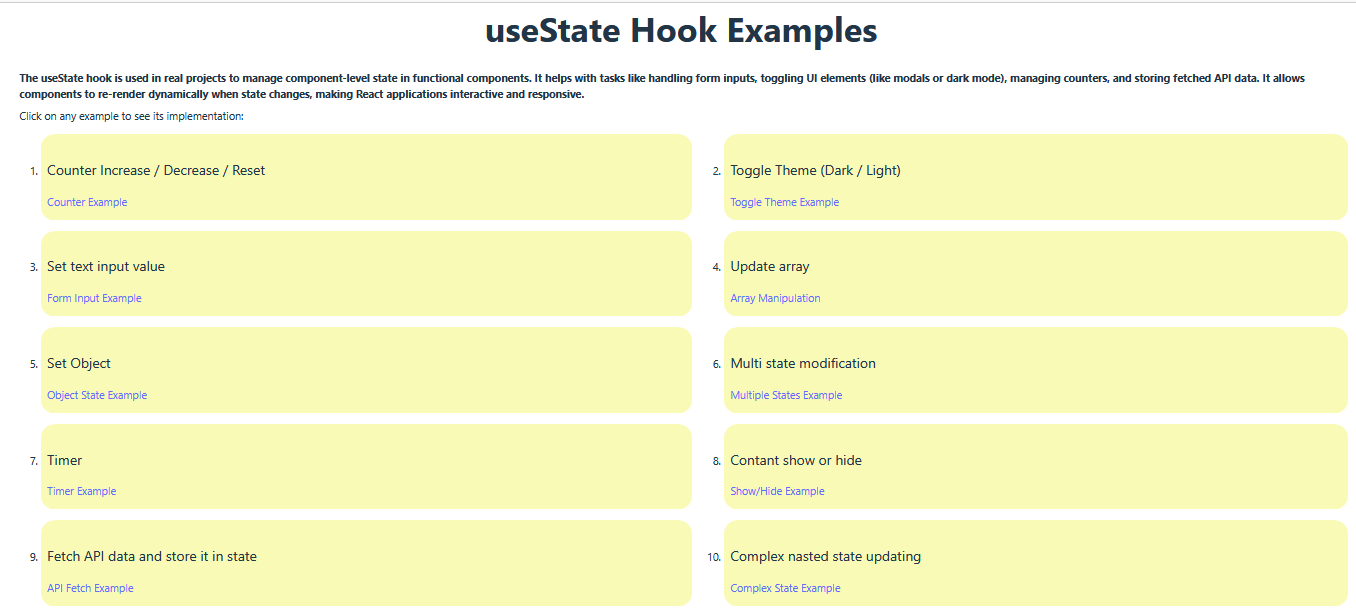 useState Hook Examples
The useState hook is used in real projects to manage component-level state in functional components. It helps with tasks like handling form inputs, toggling UI elements (like modals or dark mode), managing counters, and storing fetched API data. It allows
components to re-render dynamically when state changes, making React applications interactive and responsive.
Click on any example to see its implementation:
1. Counter Increase / Decrease / Reset
Counter Example
2. Toggle Theme (Dark / Light)
Toggle Theme Example
3. Set text input value
Form Input Example
4. Update array
Array Manipulation
5. Set Object
Object State Example
6. Multi state modification
Multiple States Example
7. Timer
Timer Example
8. Contant show or hide
Show/Hide Example
9. Fetch API data and store it in state
API Fetch Example
10. Complex nasted state updating
Complex State Example